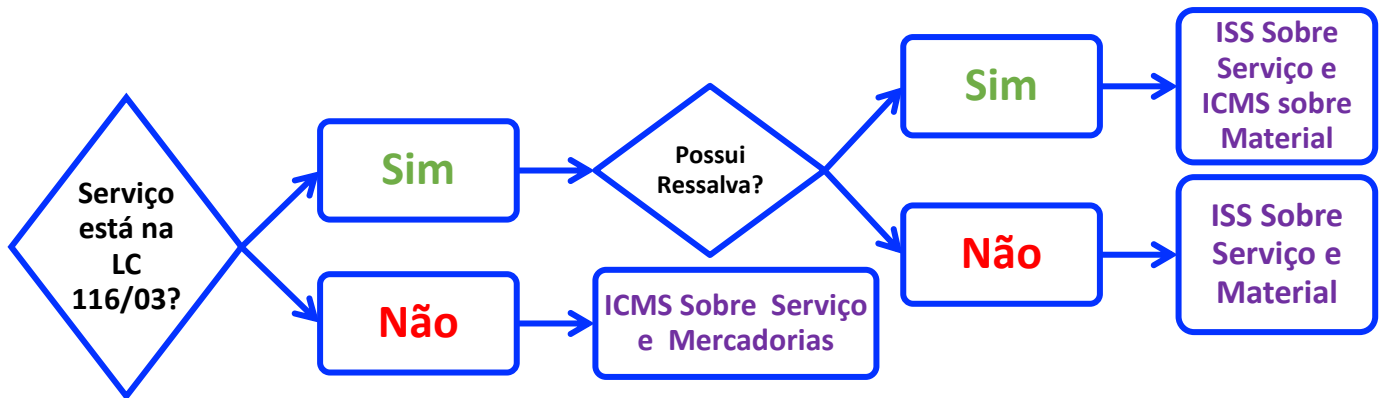 Serviço
está na
LC
116/03?
Sim
Não
ICMS Sobre Serviço
e Mercadorias
Possui
Ressalva?
Sim
ISS Sobre
Serviço e
ICMS sobre
Material
Não
ISS Sobre
Serviço e
Material